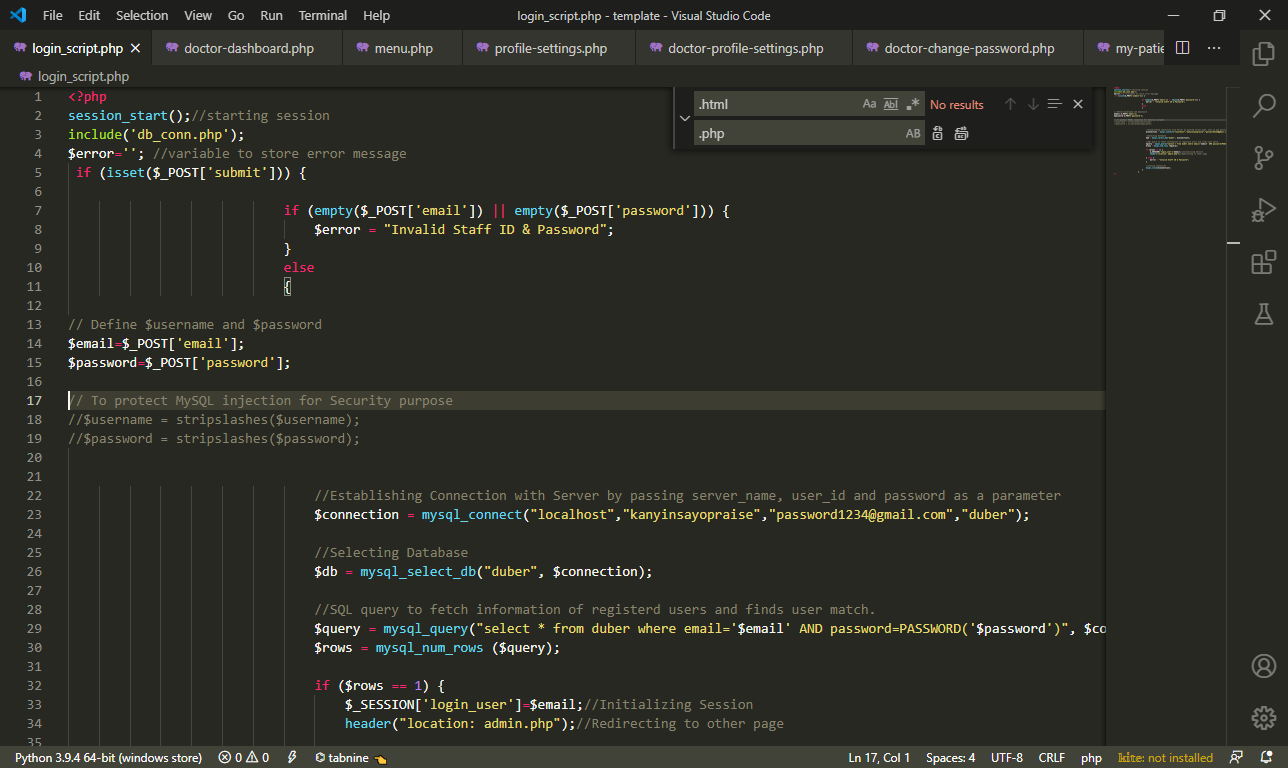 File Edit Selection View Go Run Terminal Help login_script.php - template - Visual Studio Code
login_script.php doctor-dashboard.php menu.php profile-settings.php doctor-profile-settings.php doctor-change-password.php my-patie
login_script.php
.html Aa Abl .* No results
.php AB
1 <?php
2 session_start();//starting session
3 include('db_conn.php');
4 $error=''; //variable to store error message
5 if (isset($_POST['submit'])) {
6
7 if (empty($_POST['email']) || empty($_POST['password'])) {
8 $error = "Invalid Staff ID & Password";
9 }
10 else
11 {
12
13 // Define $username and $password
14 $email=$_POST['email'];
15 $password=$_POST['password'];
16
17 // To protect MySQL injection for Security purpose
18 //$username = stripslashes($username);
19 //$password = stripslashes($password);
20
21
22 //Establishing Connection with Server by passing server_name, user_id and password as a parameter
23 $connection = mysql_connect("localhost","kanyinsayopraise","password1234@gmail.com","duber");
24
25 //Selecting Database
26 $db = mysql_select_db("duber", $connection);
27
28 //SQL query to fetch information of registerd users and finds user match.
29 $query = mysql_query("select * from duber where email='$email' AND password=PASSWORD('$password')", $co
30 $rows = mysql_num_rows ($query);
31
32 if ($rows == 1) {
33 $_SESSION['login_user']=$email;//Initializing Session
34 header("location: admin.php");//Redirecting to other page
35
Python 3.9.4 64-bit (windows store) 0 0 tabnine Ln 17, Col 1 Spaces: 4 UTF-8 CRLF php kite: not installed